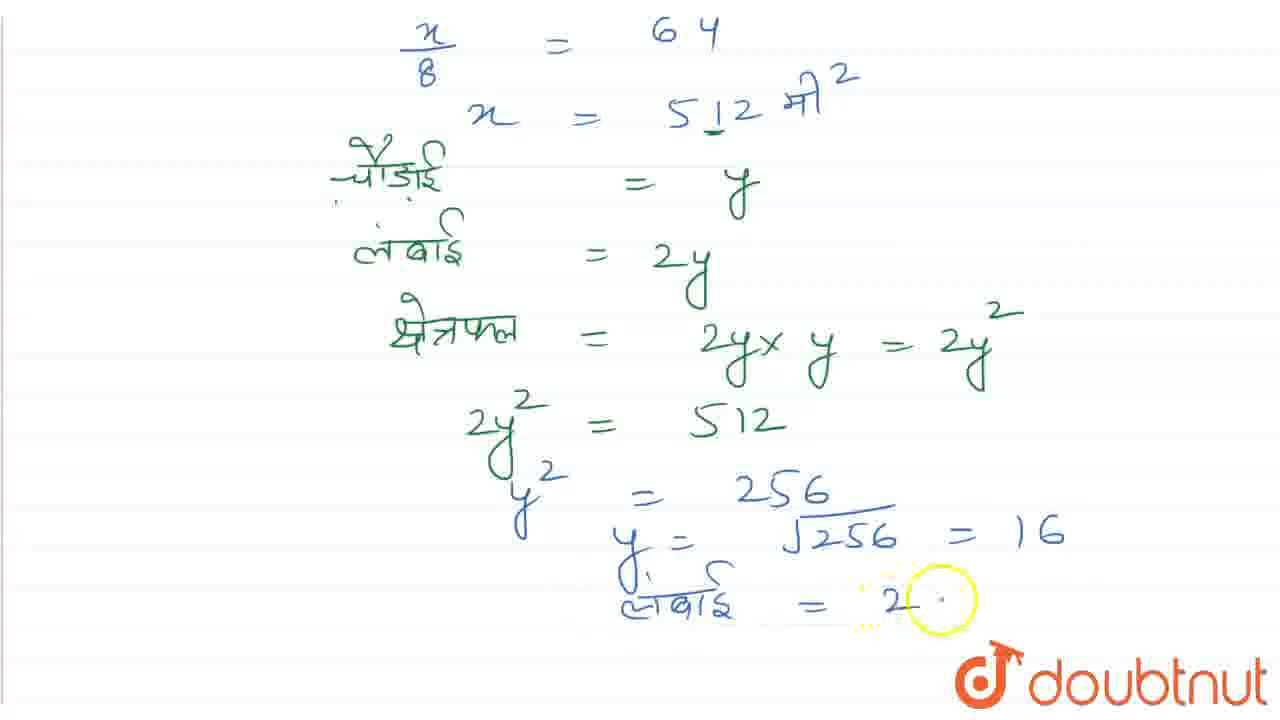 x/8 = 64
x = 512 मी²
चौड़ाई = y
लंबाई = 2y
क्षेत्रफल = 2y × y = 2y²
2y² = 512
y² = 256
y = √256 = 16
लंबाई = 2
doubtnut